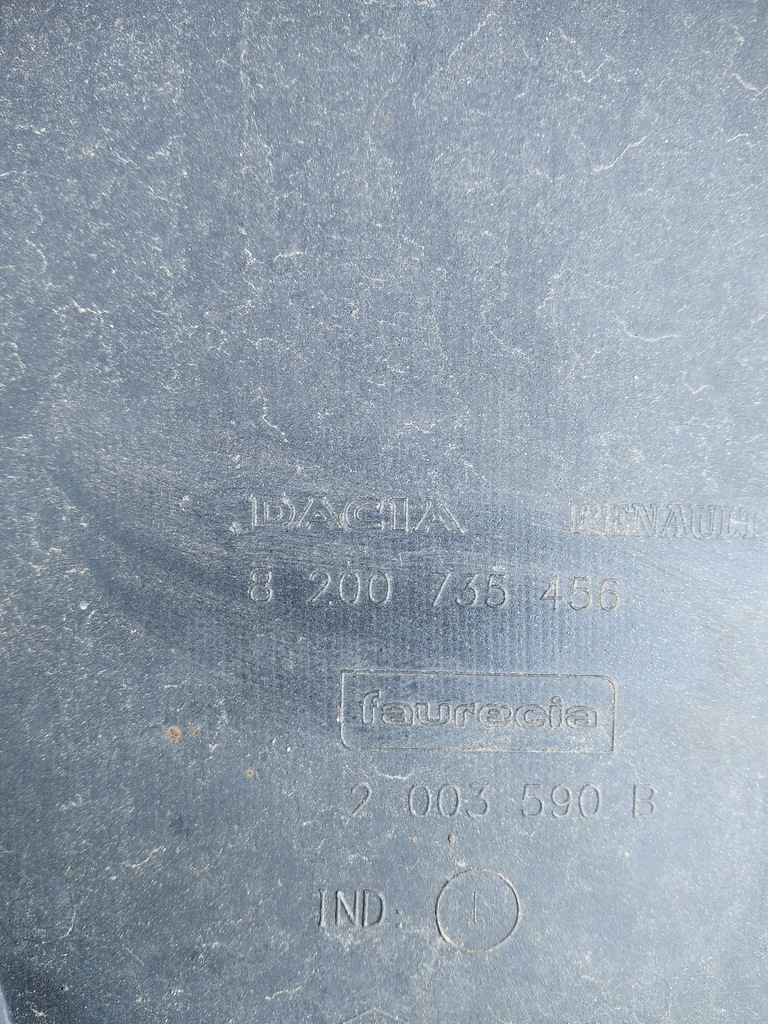 DACIA RENAULT
8 200 735 456
faurecia
2 003 590 B
IND: